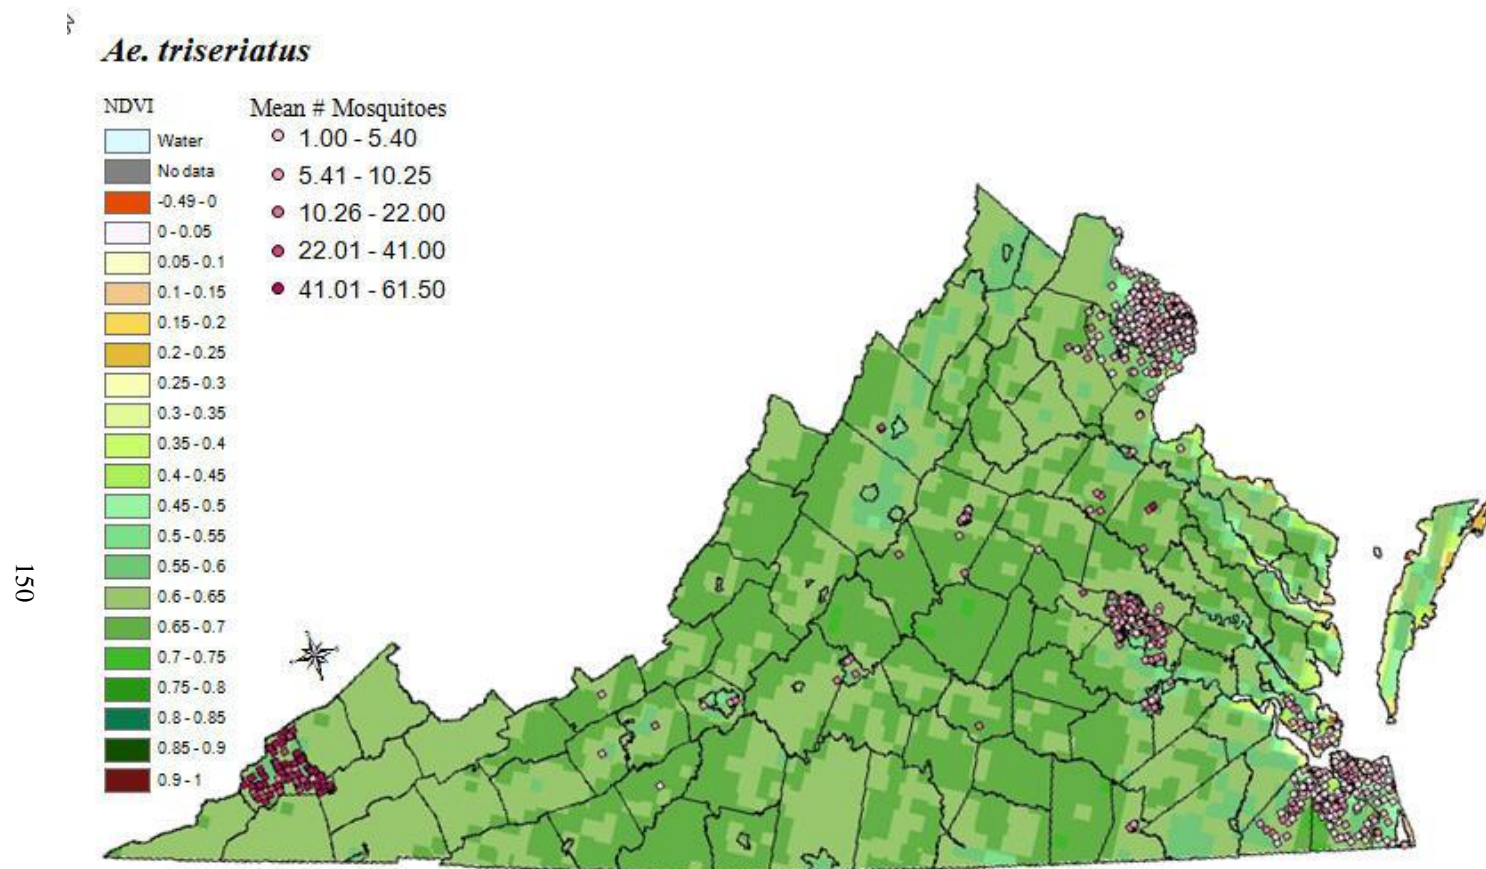 Ae. triseriatus
NDVI
Water
No data
-0.49 - 0
0 - 0.05
0.05 - 0.1
0.1 - 0.15
0.15 - 0.2
0.2 - 0.25
0.25 - 0.3
0.3 - 0.35
0.35 - 0.4
0.4 - 0.45
0.45 - 0.5
0.5 - 0.55
0.55 - 0.6
0.6 - 0.65
0.65 - 0.7
0.7 - 0.75
0.75 - 0.8
0.8 - 0.85
0.85 - 0.9
0.9 - 1
Mean # Mosquitoes
1.00 - 5.40
5.41 - 10.25
10.26 - 22.00
22.01 - 41.00
41.01 - 61.50
150